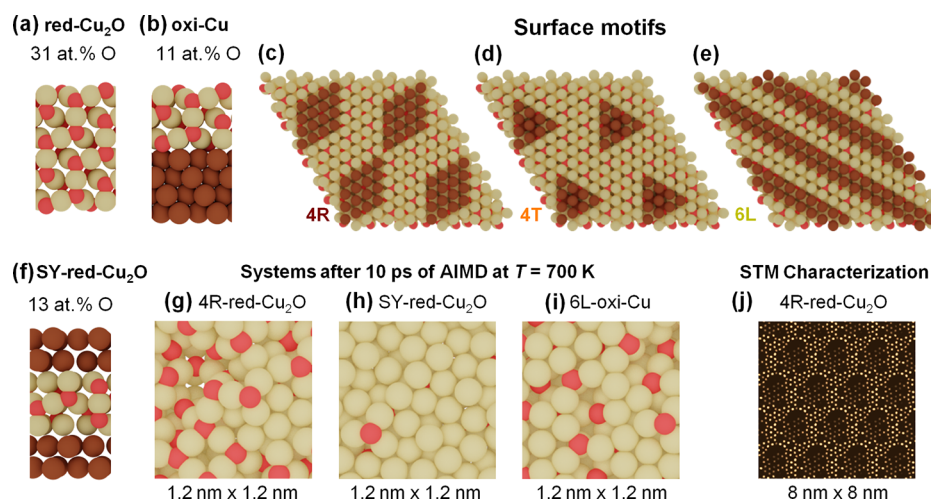 (a) red-Cu₂O
31 at.% O
(b) oxi-Cu
11 at.% O
Surface motifs
(c)
(d)
(e)
4R
4T
6L
(f) SY-red-Cu₂O
13 at.% O
Systems after 10 ps of AIMD at T = 700 K
(g) 4R-red-Cu₂O
(h) SY-red-Cu₂O
(i) 6L-oxi-Cu
1.2 nm x 1.2 nm
1.2 nm x 1.2 nm
1.2 nm x 1.2 nm
STM Characterization
(j) 4R-red-Cu₂O
8 nm x 8 nm